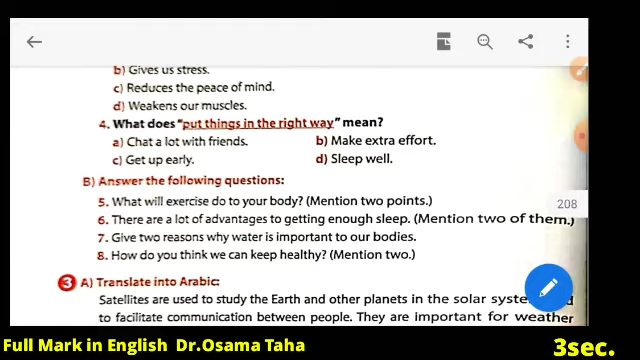 b) Gives us stress.
c) Reduces the peace of mind.
d) Weakens our muscles.
4. What does "put things in the right way" mean?
a) Chat a lot with friends. b) Make extra effort.
c) Get up early. d) Sleep well.
B) Answer the following questions:
5. What will exercise do to your body? (Mention two points.)
208
6. There are a lot of advantages to getting enough sleep. (Mention two of them.)
7. Give two reasons why water is important to our bodies.
8. How do you think we can keep healthy? (Mention two.)
3 A) Translate into Arabic:
Satellites are used to study the Earth and other planets in the solar
to facilitate communication between people. They are important for weather
Full Mark in English Dr.Osama Taha 3sec.